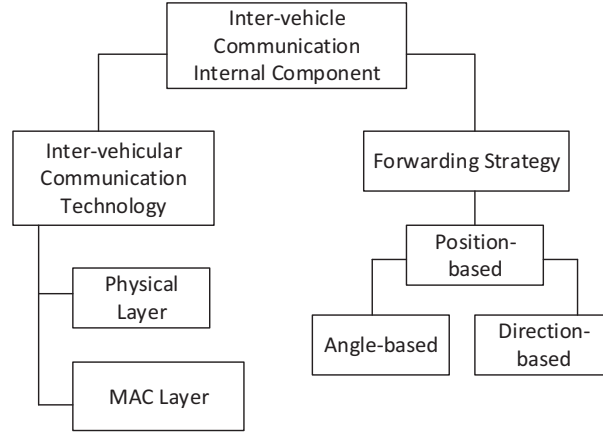 Inter-vehicle
Communication
Internal Component
Inter-vehicular
Communication
Technology
Forwarding Strategy
Physical
Layer
MAC Layer
Position-
based
Angle-based
Direction-
based